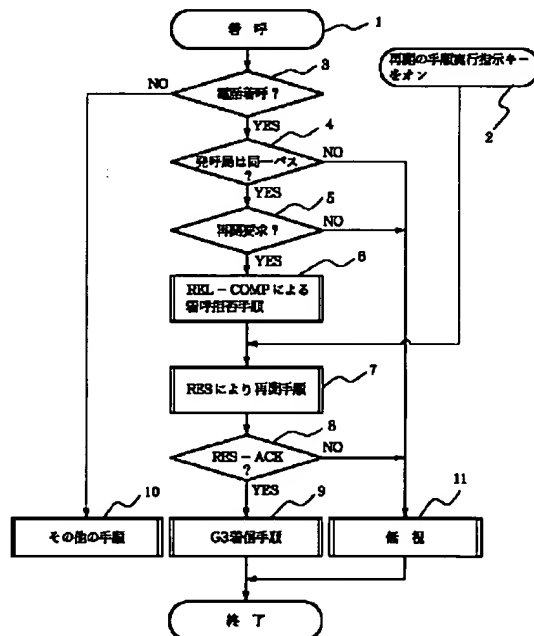 着 呼
1
再開の手順実行指示キー
をオン
2
3
電話着呼？
NO
YES
4
発呼局は同一バス
？
NO
YES
5
再開要求？
NO
YES
6
REL－COMPによる
着呼拒否手順
7
RESにより再開手順
8
RES－ACK
？
NO
YES
10
その他の手順
9
G3着信手順
11
無 視
終 了